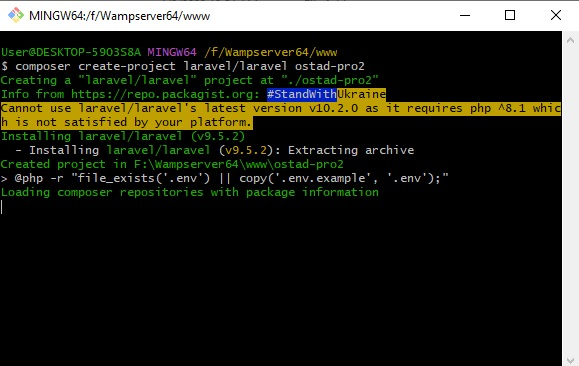 MINGW64:/f/Wampserver64/www
User@DESKTOP-59O3S8A MINGW64 /f/Wampserver64/www
$ composer create-project laravel/laravel ostad-pro2
Creating a "laravel/laravel" project at "./ostad-pro2"
Info from https://repo.packagist.org: #StandWithUkraine
Cannot use laravel/laravel's latest version v10.2.0 as it requires php ^8.1 whic
h is not satisfied by your platform.
Installing laravel/laravel (v9.5.2)
  - Installing laravel/laravel (v9.5.2): Extracting archive
Created project in F:\Wampserver64\www\ostad-pro2
> @php -r "file_exists('.env') || copy('.env.example', '.env');"
Loading composer repositories with package information